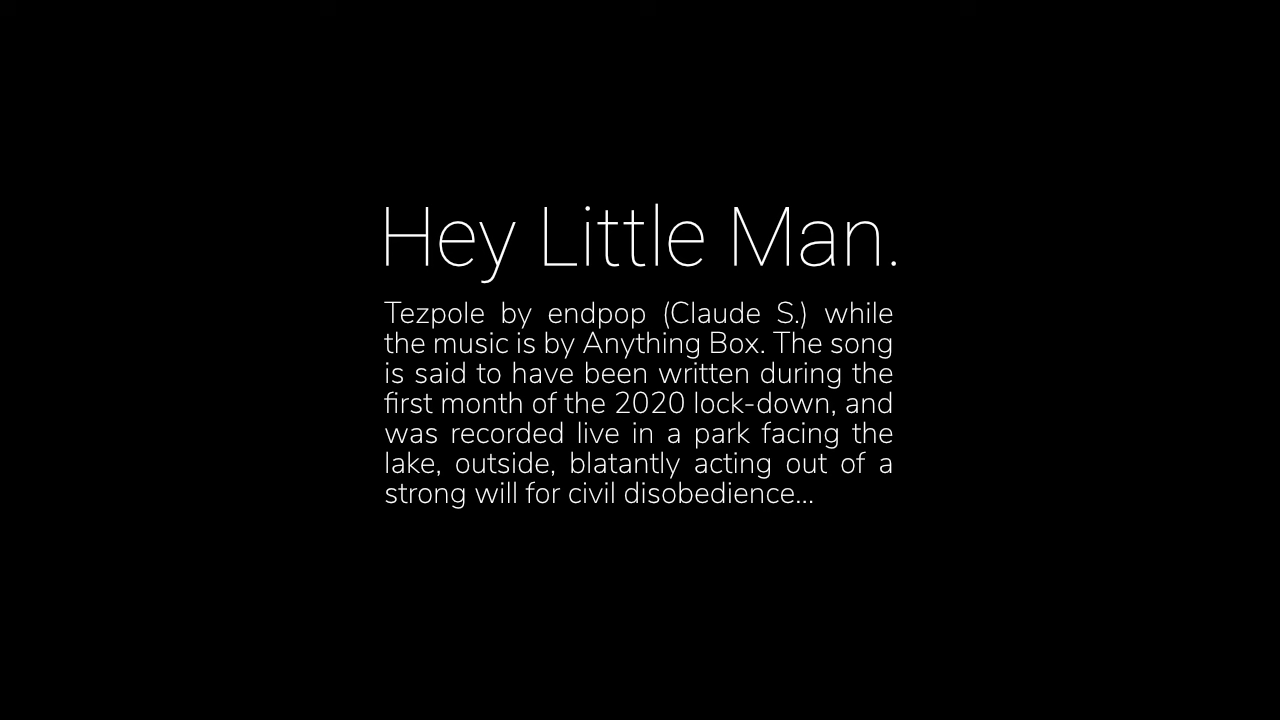 Hey Little Man.
Tezpole by endpop (Claude S.) while
the music is by Anything Box. The song
is said to have been written during the
first month of the 2020 lock-down, and
was recorded live in a park facing the
lake, outside, blatantly acting out of a
strong will for civil disobedience...